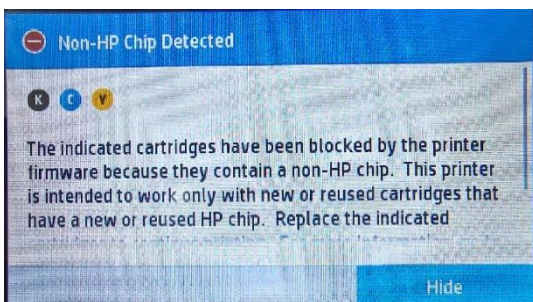 Non-HP Chip Detected
K C Y
The indicated cartridges have been blocked by the printer
firmware because they contain a non-HP chip. This printer
is intended to work only with new or reused cartridges that
have a new or reused HP chip. Replace the indicated
Hide